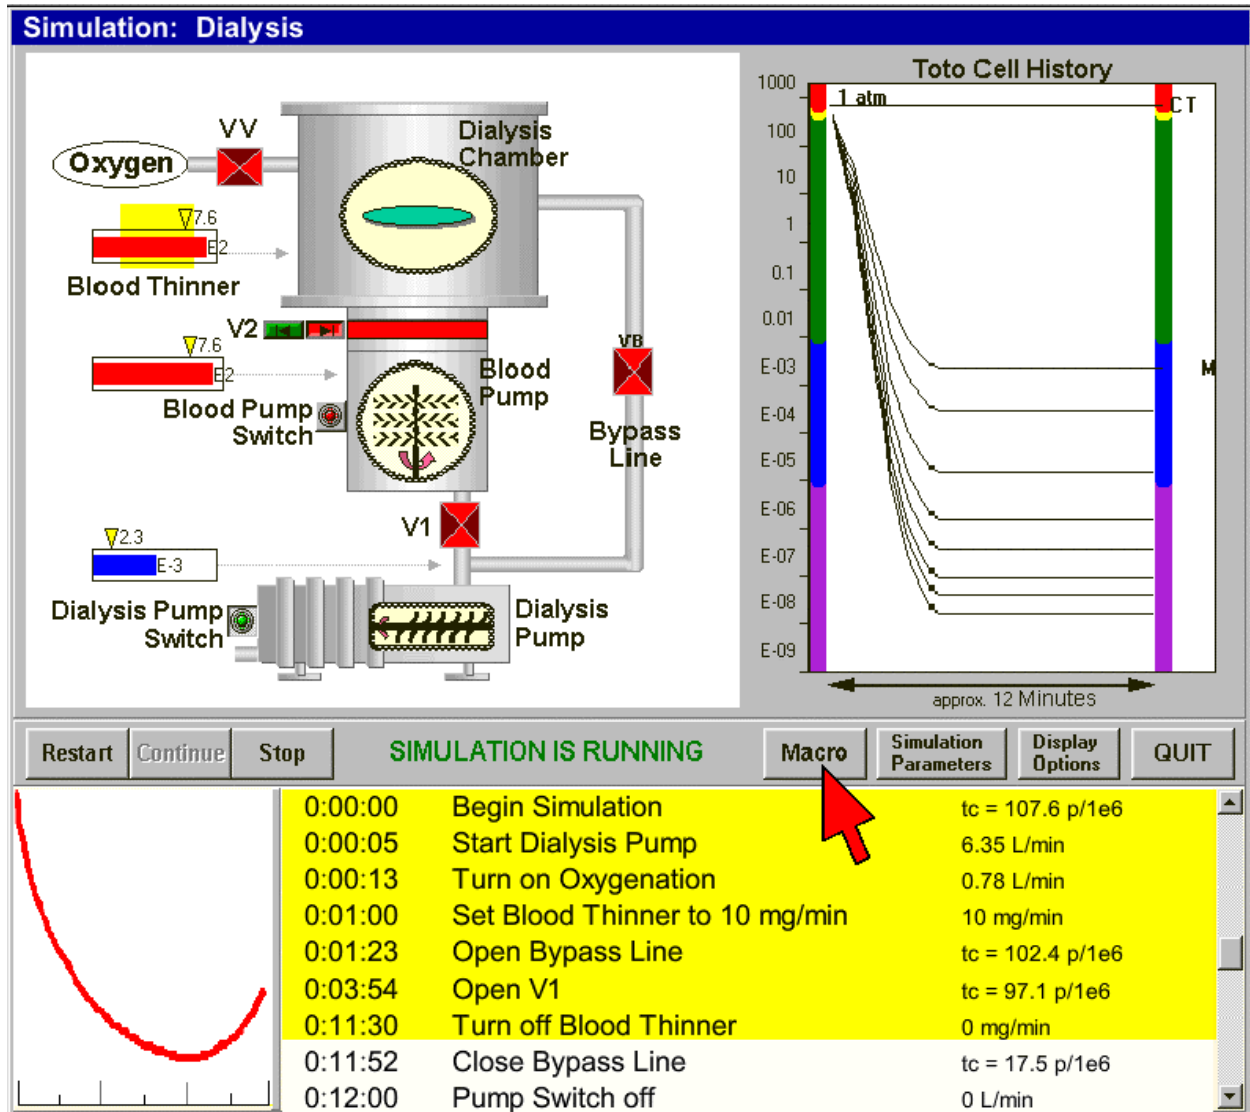 Simulation: Dialysis
VV
Oxygen
Dialysis
Chamber
7.6
E2
Blood Thinner
V2
7.6
E2
Blood Pump
Switch
Blood
Pump
VB
Bypass
Line
V1
2.3
E-3
Dialysis Pump
Switch
Dialysis
Pump
Toto Cell History
1000
100
10
1
0.1
0.01
E-03
E-04
E-05
E-06
E-07
E-08
E-09
1 atm
CT
M
approx. 12 Minutes
Restart Continue Stop SIMULATION IS RUNNING Macro Simulation Parameters Display Options QUIT
0:00:00 Begin Simulation tc = 107.6 p/1e6
0:00:05 Start Dialysis Pump 6.35 L/min
0:00:13 Turn on Oxygenation 0.78 L/min
0:01:00 Set Blood Thinner to 10 mg/min 10 mg/min
0:01:23 Open Bypass Line tc = 102.4 p/1e6
0:03:54 Open V1 tc = 97.1 p/1e6
0:11:30 Turn off Blood Thinner 0 mg/min
0:11:52 Close Bypass Line tc = 17.5 p/1e6
0:12:00 Pump Switch off 0 L/min